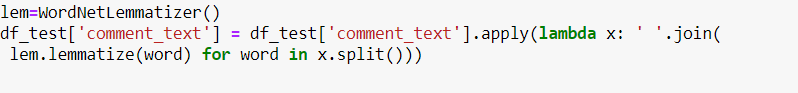 lem=WordNetLemmatizer()
df_test['comment_text'] = df_test['comment_text'].apply(lambda x: ' '.join(
 lem.lemmatize(word) for word in x.split()))